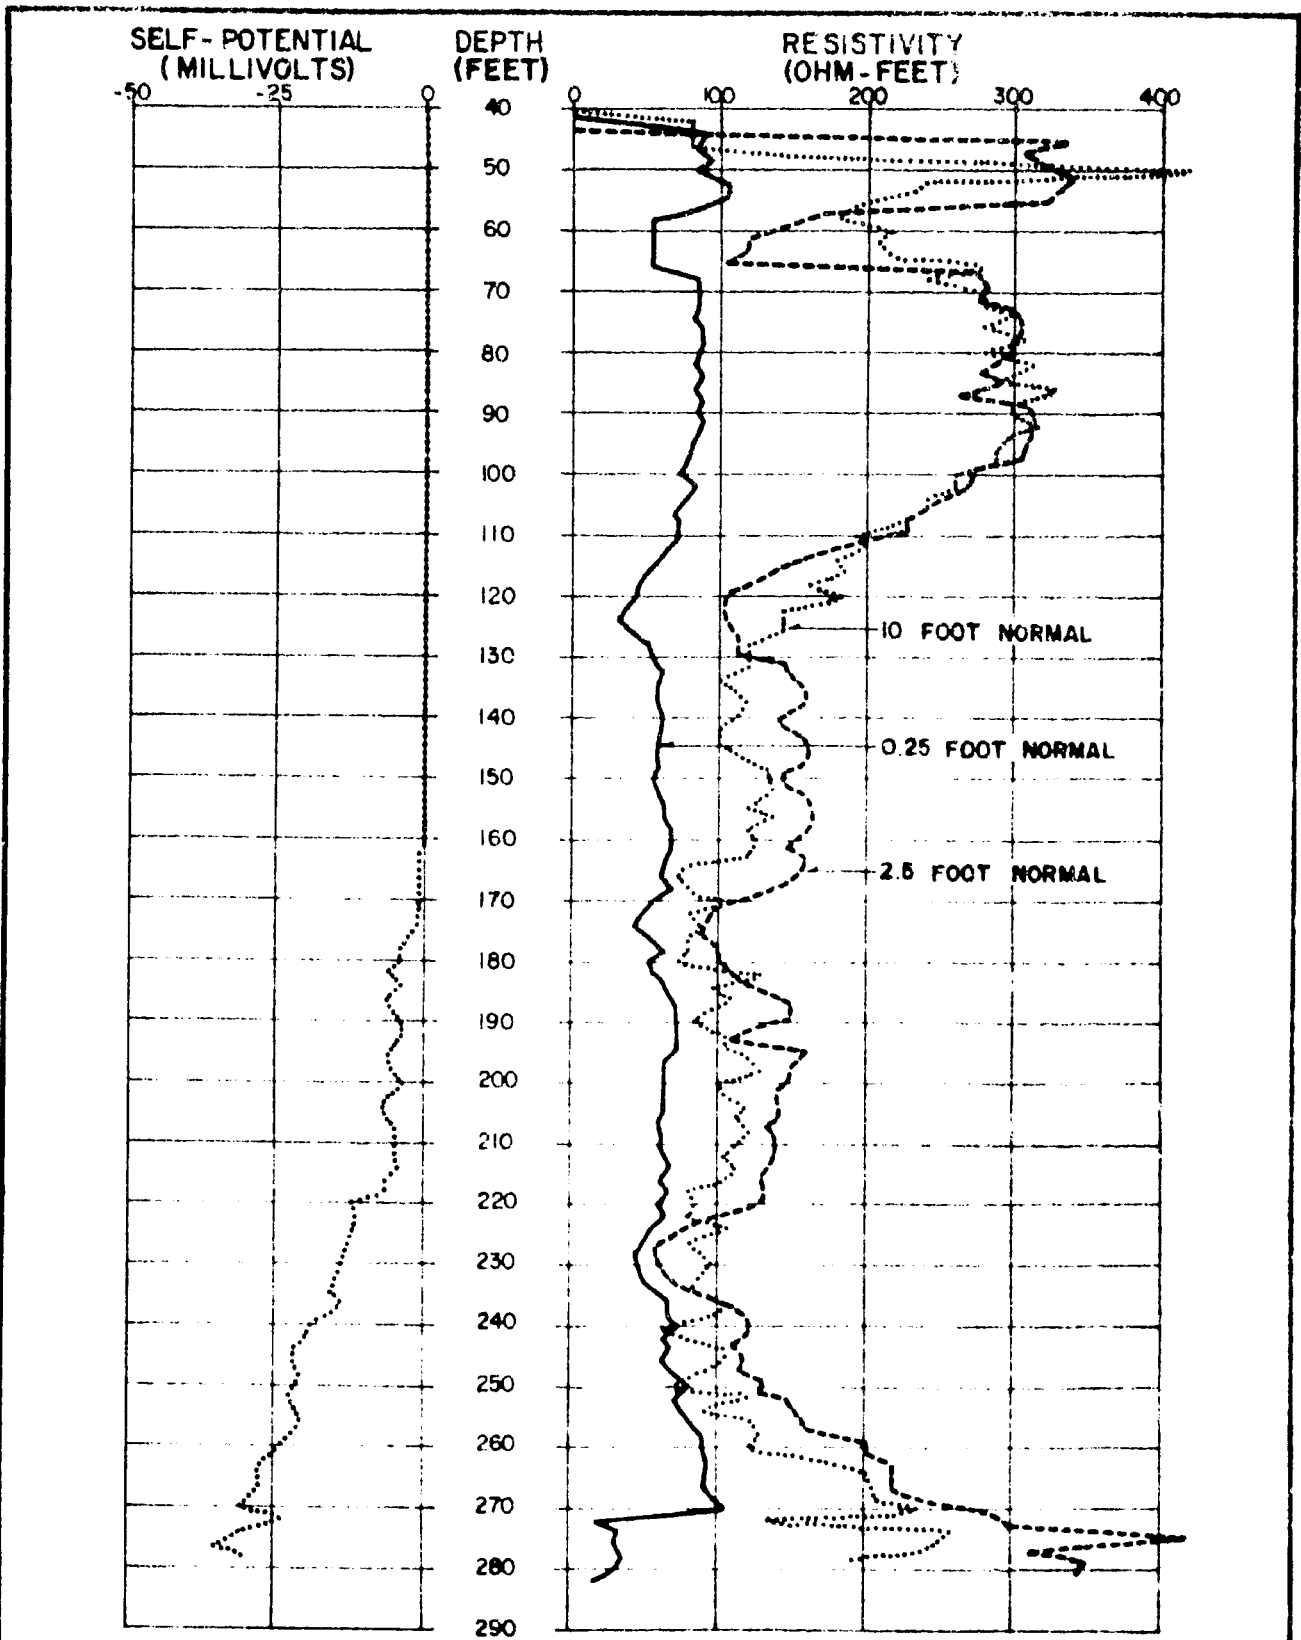 SELF-POTENTIAL
(MILLIVOLTS)
DEPTH
(FEET)
RESISTIVITY
(OHM-FEET)
-50 -25 0
0 100 200 300 400
40
50
60
70
80
90
100
110
120
10 FOOT NORMAL
130
140
0.25 FOOT NORMAL
150
160
2.5 FOOT NORMAL
170
180
190
200
210
220
230
240
250
260
270
280
290